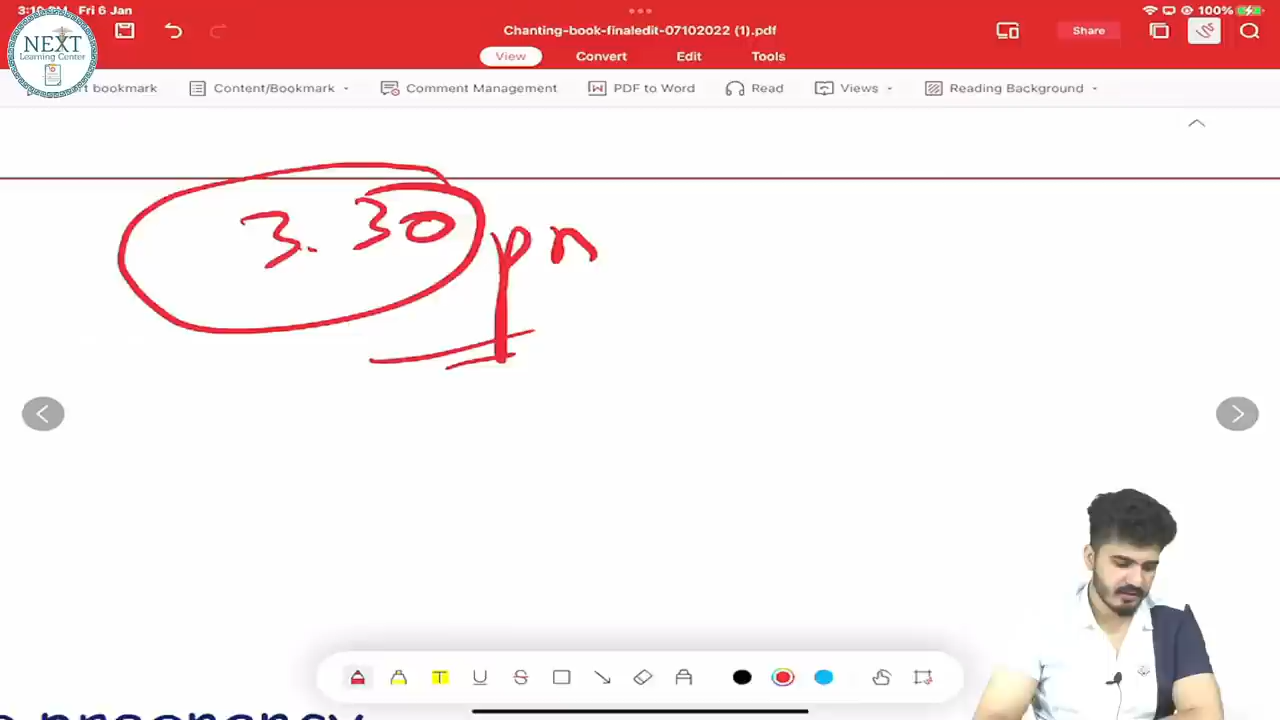 3:10 PM Fri 6 Jan
NEXT
Learning Center
Chanting-book-finaledit-07102022 (1).pdf
Share
View
Convert
Edit
Tools
bookmark
Content/Bookmark
Comment Management
PDF to Word
Read
Views
Reading Background
100%
3.30 pm